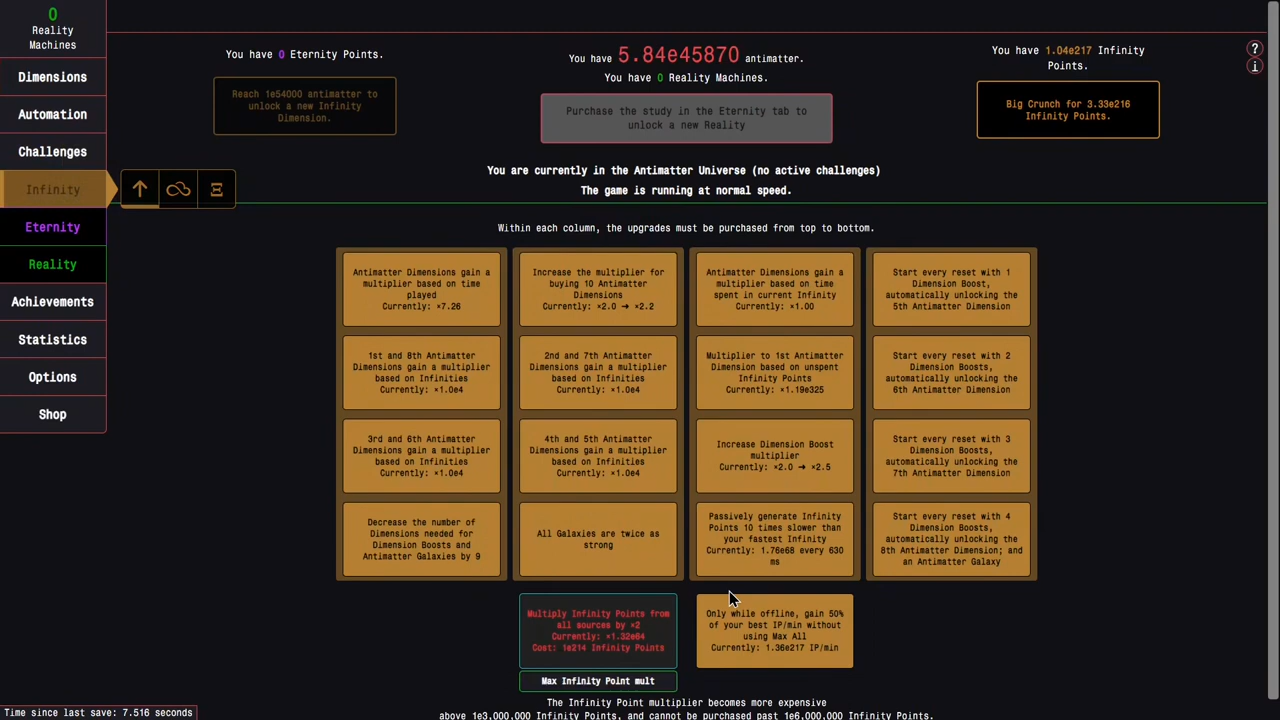 0
Reality
Machines
Dimensions
Automation
Challenges
Infinity
Eternity
Reality
Achievements
Statistics
Options
Shop
You have 0 Eternity Points.
Reach 1e54000 antimatter to
unlock a new Infinity
Dimension.
You have 5.84e45870 antimatter.
You have 0 Reality Machines.
Purchase the study in the Eternity tab to
unlock a new Reality
You have 1.04e217 Infinity
Points.
Big Crunch for 3.33e216
Infinity Points.
?
i
You are currently in the Antimatter Universe (no active challenges)
The game is running at normal speed.
Within each column, the upgrades must be purchased from top to bottom.
Antimatter Dimensions gain a
multiplier based on time
played
Currently: ×7.26
Increase the multiplier for
buying 10 Antimatter
Dimensions
Currently: ×2.0 → ×2.2
Antimatter Dimensions gain a
multiplier based on time
spent in current Infinity
Currently: ×1.00
Start every reset with 1
Dimension Boost,
automatically unlocking the
5th Antimatter Dimension
1st and 8th Antimatter
Dimensions gain a multiplier
based on Infinities
Currently: ×1.0e4
2nd and 7th Antimatter
Dimensions gain a multiplier
based on Infinities
Currently: ×1.0e4
Multiplier to 1st Antimatter
Dimension based on unspent
Infinity Points
Currently: ×1.19e325
Start every reset with 2
Dimension Boosts,
automatically unlocking the
6th Antimatter Dimension
3rd and 6th Antimatter
Dimensions gain a multiplier
based on Infinities
Currently: ×1.0e4
4th and 5th Antimatter
Dimensions gain a multiplier
based on Infinities
Currently: ×1.0e4
Increase Dimension Boost
multiplier
Currently: ×2.0 → ×2.5
Start every reset with 3
Dimension Boosts,
automatically unlocking the
7th Antimatter Dimension
Decrease the number of
Dimensions needed for
Dimension Boosts and
Antimatter Galaxies by 9
All Galaxies are twice as
strong
Passively generate Infinity
Points 10 times slower than
your fastest Infinity
Currently: 1.76e68 every 630
ms
Start every reset with 4
Dimension Boosts,
automatically unlocking the
8th Antimatter Dimension; and
an Antimatter Galaxy
Multiply Infinity Points from
all sources by ×2
Currently: ×1.32e64
Cost: 1e214 Infinity Points
Max Infinity Point mult
Only while offline, gain 50%
of your best IP/min without
using Max All
Currently: 1.36e217 IP/min
The Infinity Point multiplier becomes more expensive
above 1e3,000,000 Infinity Points, and cannot be purchased past 1e6,000,000 Infinity Points.
Time since last save: 7.516 seconds